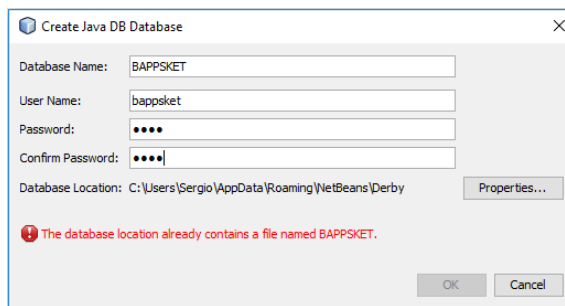 Create Java DB Database
Database Name: BAPPSKET
User Name: bappsket
Password: ••••
Confirm Password: ••••
Database Location: C:\Users\Sergio\AppData\Roaming\NetBeans\Derby Properties...
The database location already contains a file named BAPPSKET.
OK Cancel